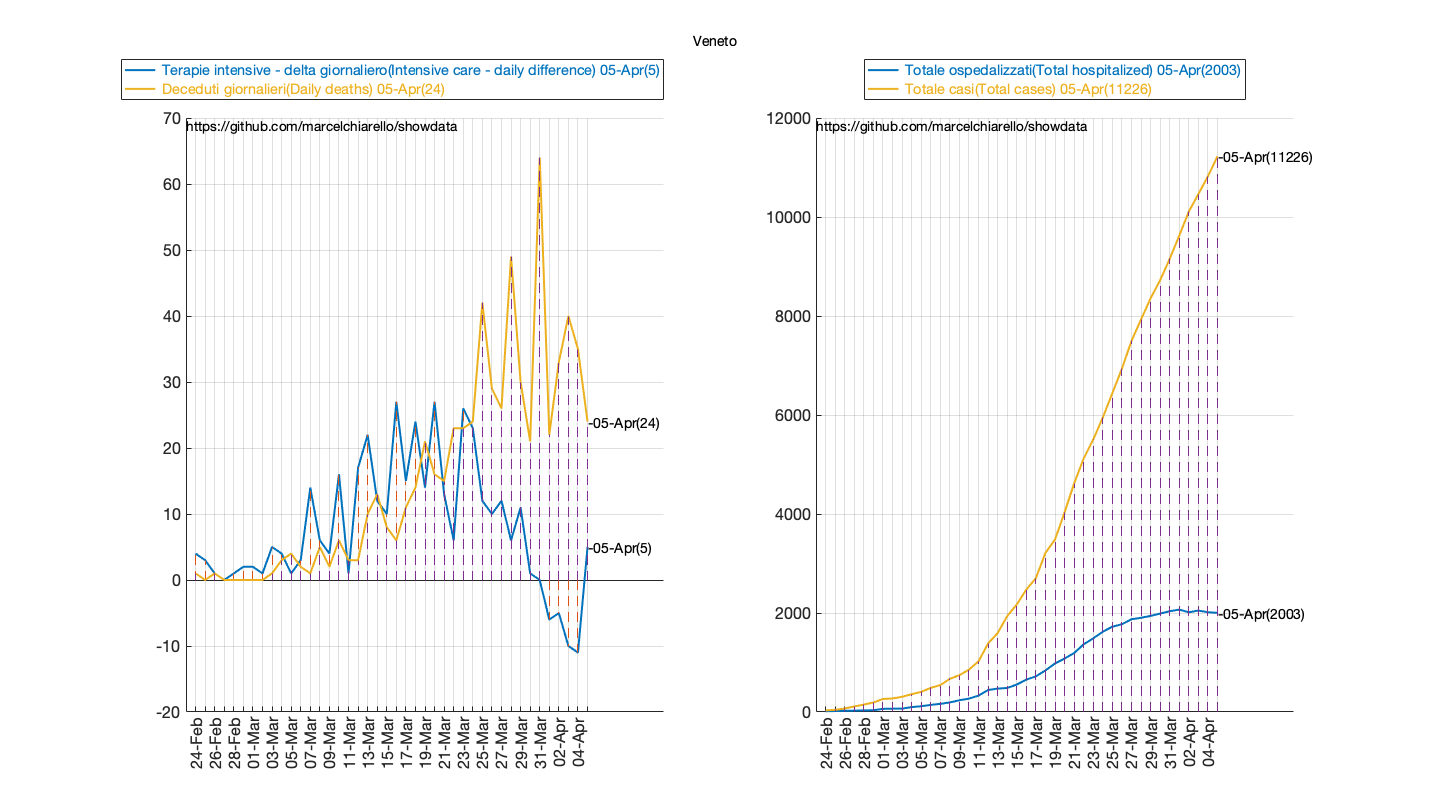 Veneto
Terapie intensive - delta giornaliero(Intensive care - daily difference) 05-Apr(5)
Deceduti giornalieri(Daily deaths) 05-Apr(24)
https://github.com/marcelchiarello/showdata
70
60
50
40
30
20
10
0
-10
-20
-05-Apr(24)
-05-Apr(5)
24-Feb
26-Feb
28-Feb
01-Mar
03-Mar
05-Mar
07-Mar
09-Mar
11-Mar
13-Mar
15-Mar
17-Mar
19-Mar
21-Mar
23-Mar
25-Mar
27-Mar
29-Mar
31-Mar
02-Apr
04-Apr
Totale ospedalizzati(Total hospitalized) 05-Apr(2003)
Totale casi(Total cases) 05-Apr(11226)
https://github.com/marcelchiarello/showdata
12000
10000
8000
6000
4000
2000
0
-05-Apr(11226)
-05-Apr(2003)
24-Feb
26-Feb
28-Feb
01-Mar
03-Mar
05-Mar
07-Mar
09-Mar
11-Mar
13-Mar
15-Mar
17-Mar
19-Mar
21-Mar
23-Mar
25-Mar
27-Mar
29-Mar
31-Mar
02-Apr
04-Apr